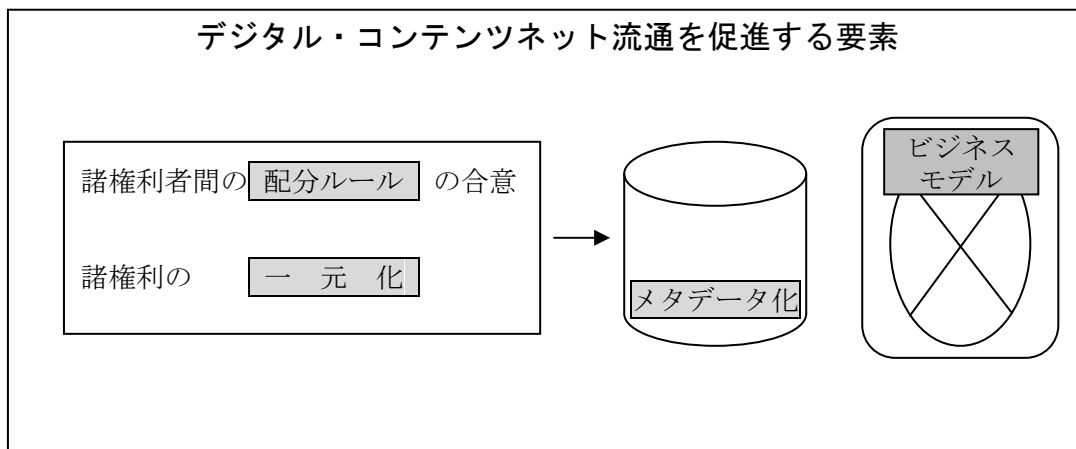 デジタル・コンテンツネット流通を促進する要素
諸権利者間の 配分ルール の合意
諸権利の 一 元 化
メタデータ化
ビジネス
モデル